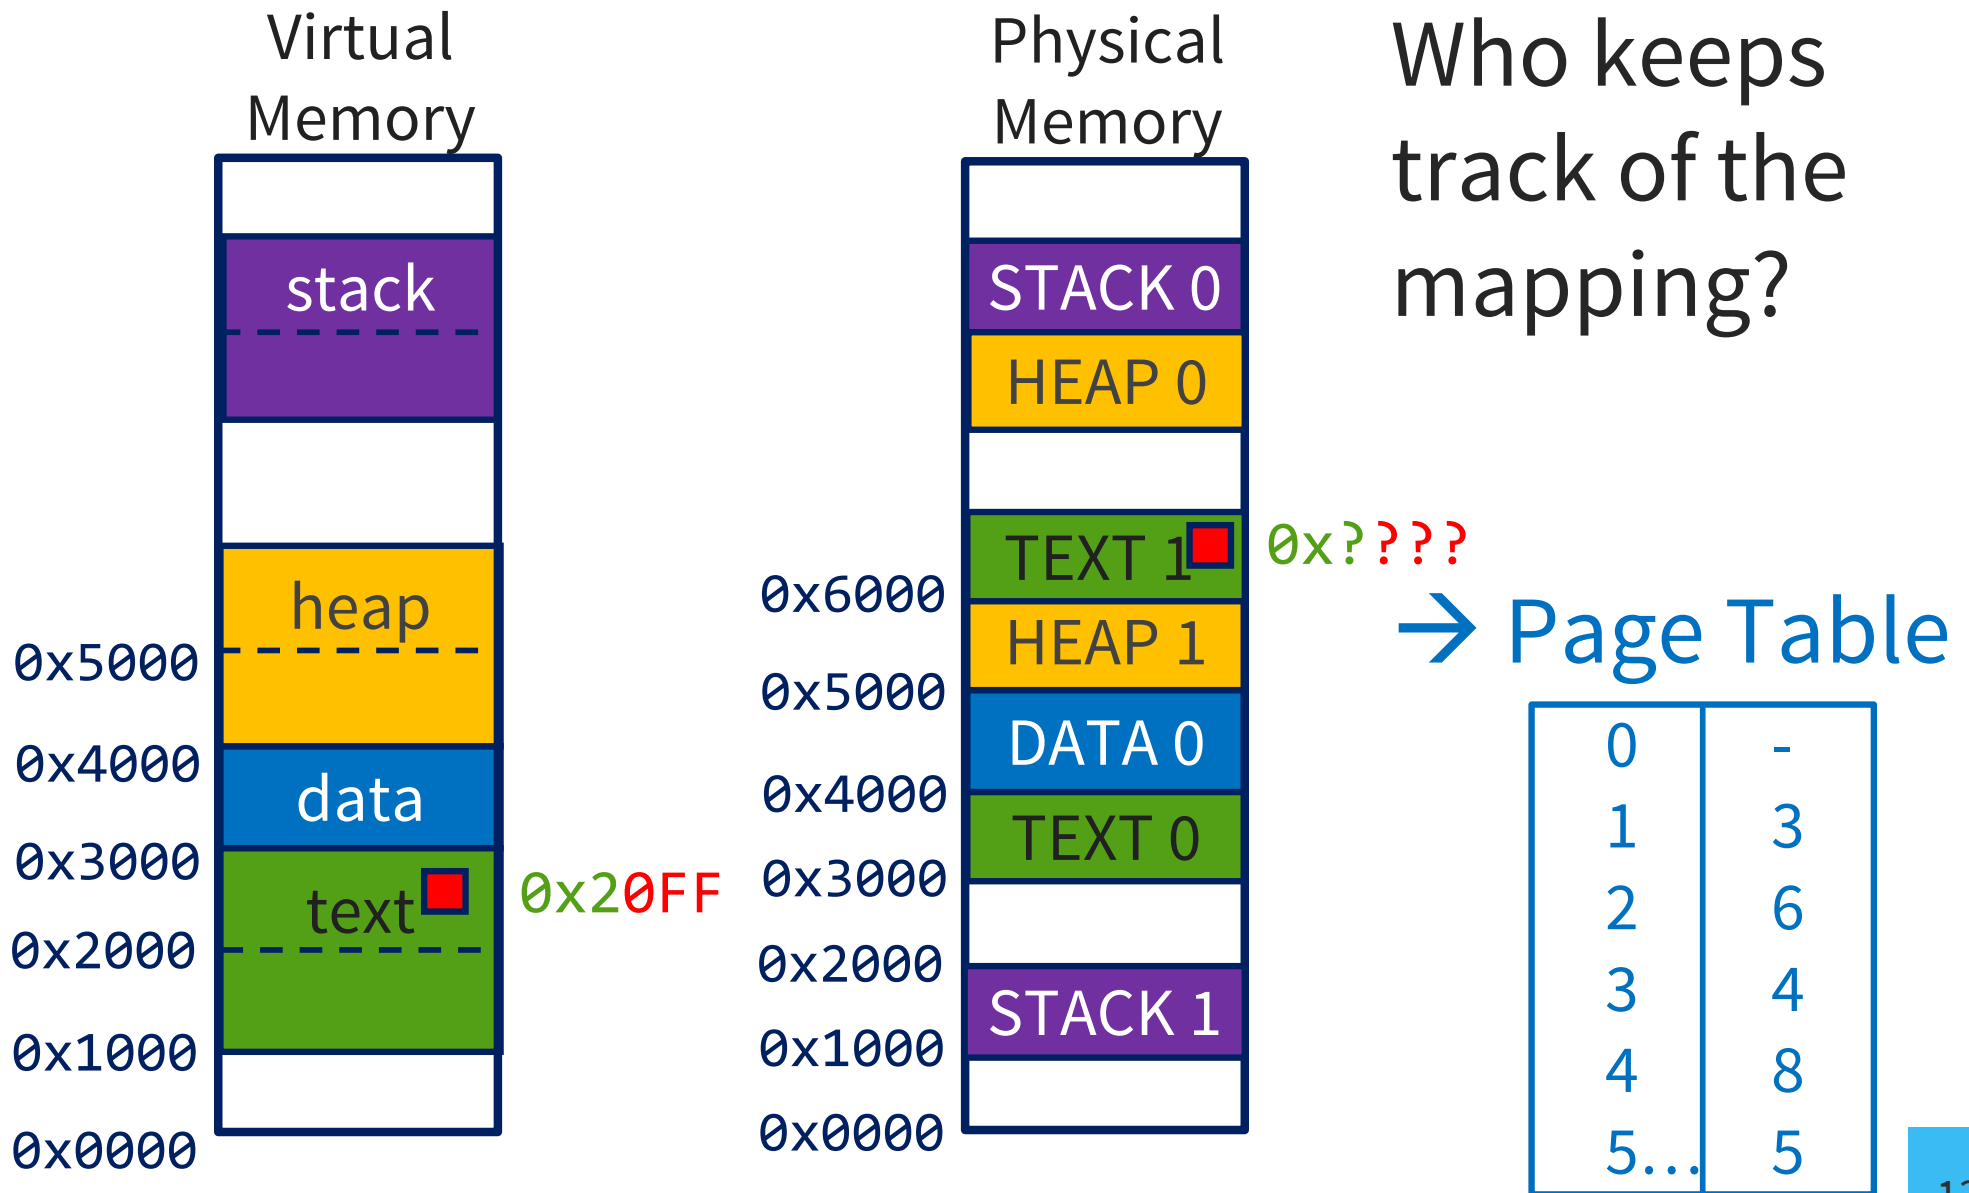 Virtual
Memory
stack
heap
0x5000
0x4000
data
0x3000
text
0x20FF
0x2000
0x1000
0x0000
Physical
Memory
STACK 0
HEAP 0
TEXT 1
0x????
0x6000
HEAP 1
0x5000
DATA 0
0x4000
TEXT 0
0x3000
0x2000
STACK 1
0x1000
0x0000
Who keeps
track of the
mapping?
→ Page Table
0 -
1 3
2 6
3 4
4 8
5... 5